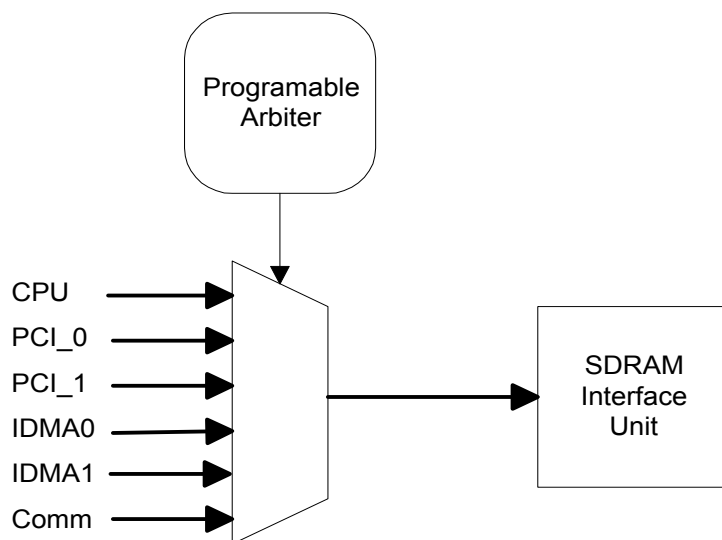 Programable
Arbiter
CPU
PCI_0
PCI_1
IDMA0
IDMA1
Comm
SDRAM
Interface
Unit